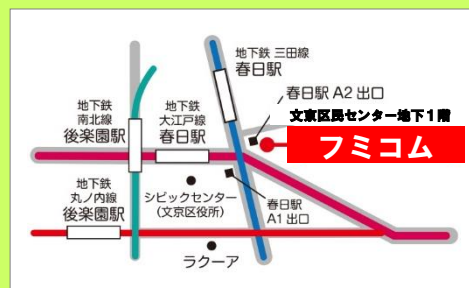 地下鉄 三田線
春日駅
地下鉄
南北線
後楽園駅
地下鉄
大江戸線
春日駅
春日駅 A2 出口
文京区民センター地下1階
フミコム
地下鉄
丸ノ内線
後楽園駅
シビックセンター
(文京区役所)
春日駅
A1 出口
ラクーア